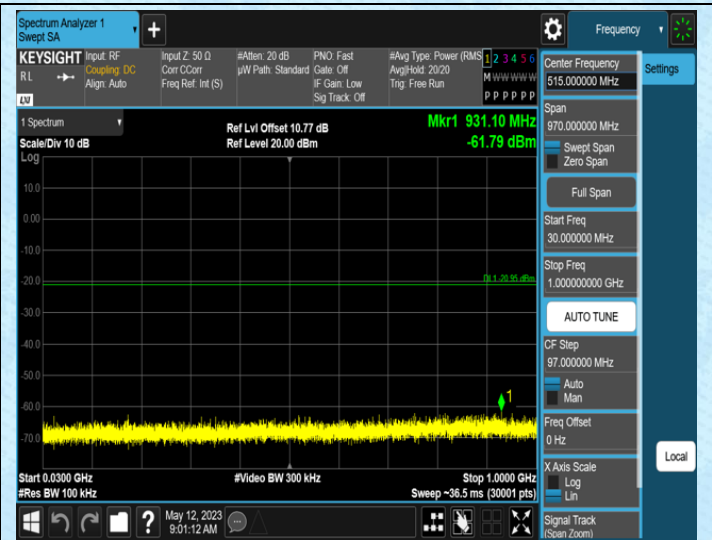 Spectrum Analyzer 1
Swept SA
+
Frequency
KEYSIGHT
RL
LXI
Input: RF
Coupling: DC
Align: Auto
Input Z: 50 Ω
Corr CCorr
Freq Ref: Int (S)
#Atten: 20 dB
µW Path: Standard
PNO: Fast
Gate: Off
IF Gain: Low
Sig Track: Off
#Avg Type: Power (RMS
Avg|Hold: 20/20
Trig: Free Run
1 2 3 4 5 6
M W W W W W
P P P P P P
1 Spectrum
Scale/Div 10 dB
Log
Ref Lvl Offset 10.77 dB
Ref Level 20.00 dBm
Mkr1 931.10 MHz
-61.79 dBm
10.0
0.00
-10.0
-20.0
DL1 -20.95 dBm
-30.0
-40.0
-50.0
-60.0
1
-70.0
Start 0.0300 GHz
#Res BW 100 kHz
#Video BW 300 kHz
Stop 1.0000 GHz
Sweep ~36.5 ms (30001 pts)
Center Frequency
515.000000 MHz
Settings
Span
970.000000 MHz
Swept Span
Zero Span
Full Span
Start Freq
30.000000 MHz
Stop Freq
1.000000000 GHz
AUTO TUNE
CF Step
97.000000 MHz
Auto
Man
Freq Offset
0 Hz
X Axis Scale
Log
Lin
Signal Track
(Span Zoom)
Local
?
May 12, 2023
9:01:12 AM